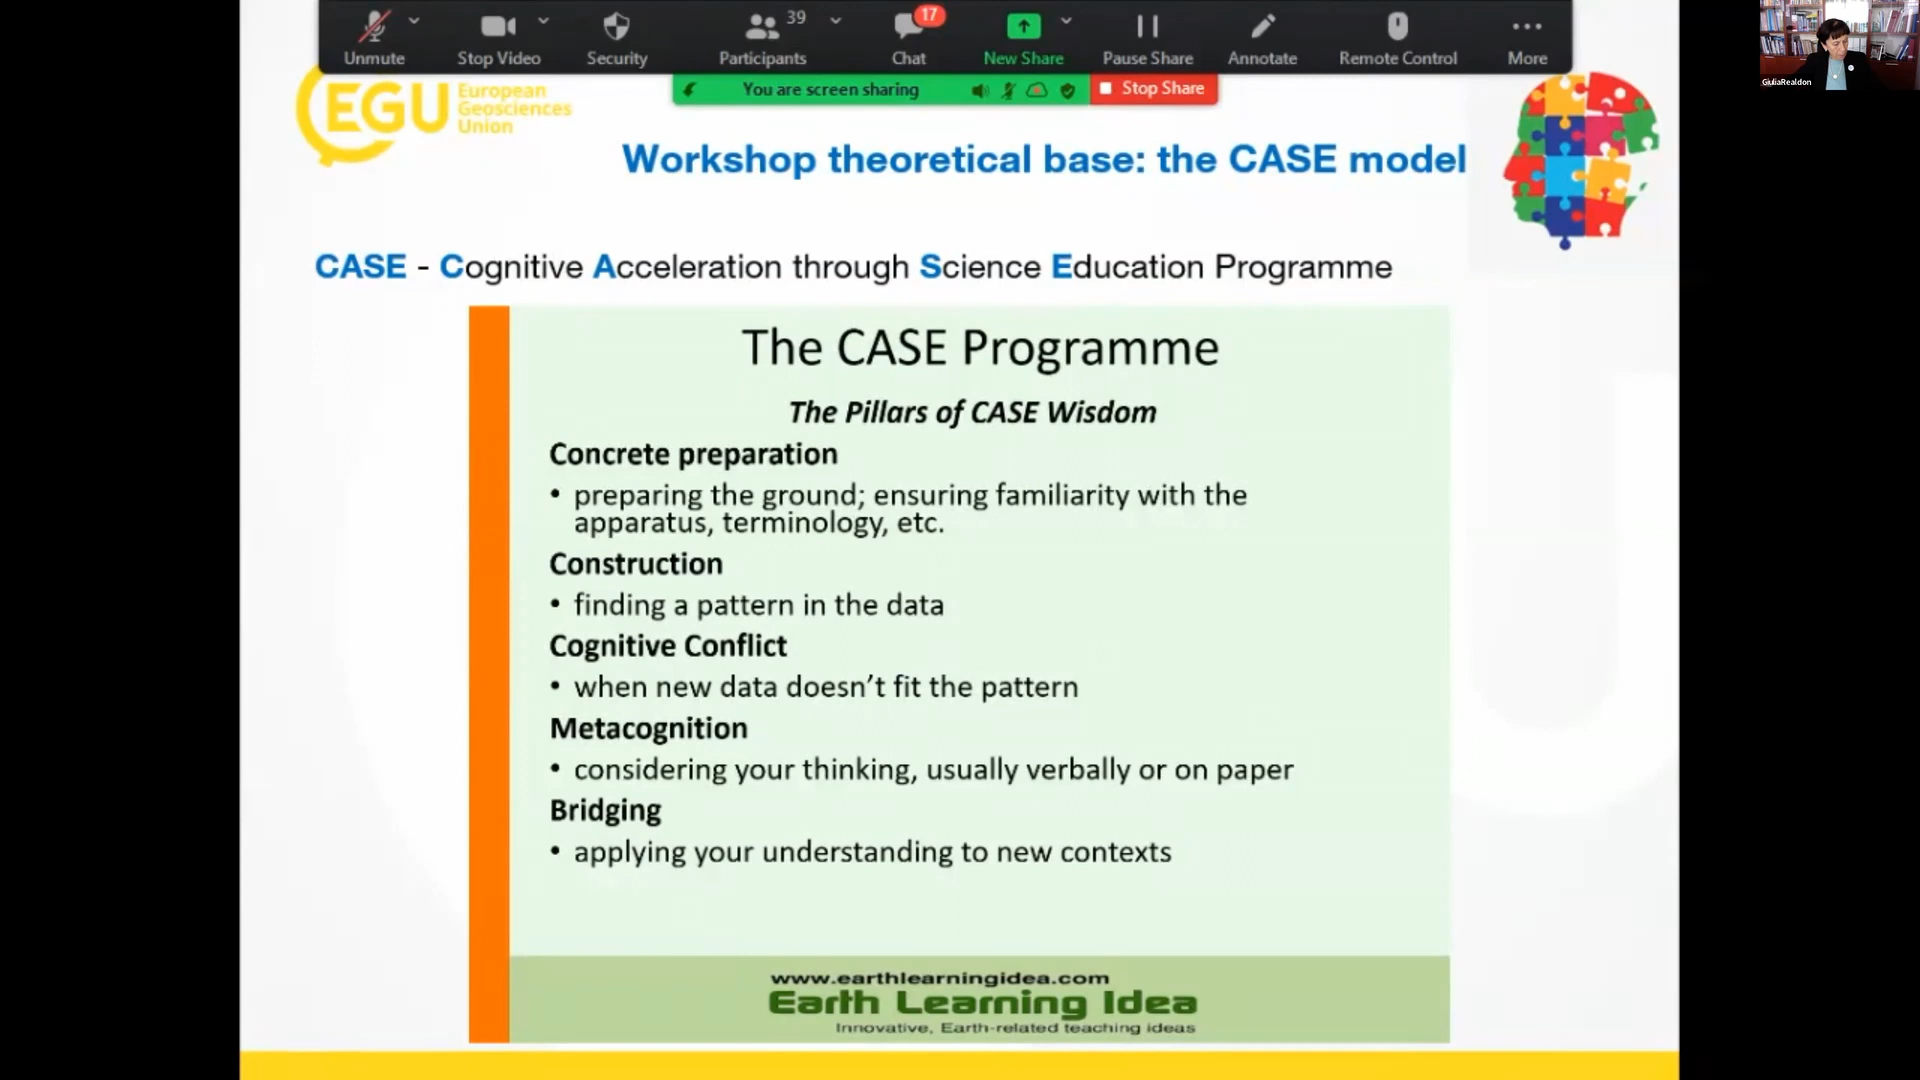 39
17
Unmute
Stop Video
Security
Participants
Chat
New Share
Pause Share
Annotate
Remote Control
More
You are screen sharing
Stop Share
GiuliaRealdon
EGU
European
Geosciences
Union
Workshop theoretical base: the CASE model
CASE - Cognitive Acceleration through Science Education Programme
The CASE Programme
The Pillars of CASE Wisdom
Concrete preparation
• preparing the ground; ensuring familiarity with the
apparatus, terminology, etc.
Construction
• finding a pattern in the data
Cognitive Conflict
• when new data doesn’t fit the pattern
Metacognition
• considering your thinking, usually verbally or on paper
Bridging
• applying your understanding to new contexts
www.earthlearningidea.com
Earth Learning Idea
Innovative, Earth-related teaching ideas